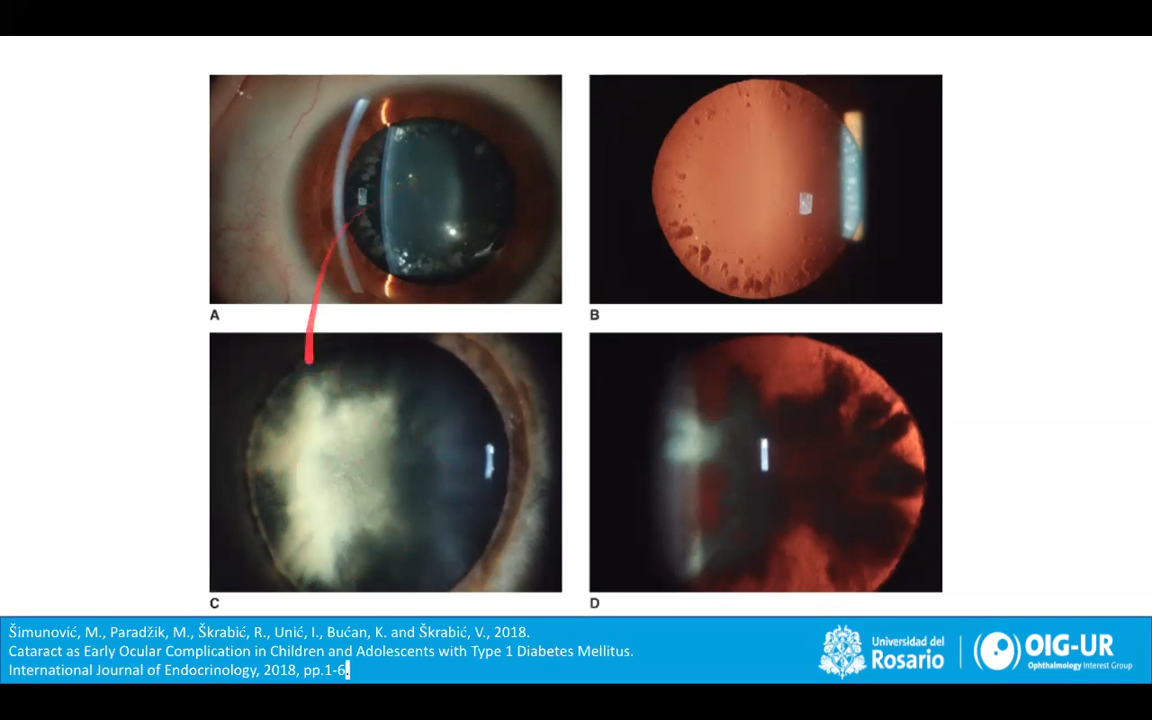 A
B
C
D
Šimunović, M., Paradžik, M., Škrabić, R., Unić, I., Bućan, K. and Škrabić, V., 2018.
Cataract as Early Ocular Complication in Children and Adolescents with Type 1 Diabetes Mellitus.
International Journal of Endocrinology, 2018, pp.1-6.
Universidad del
Rosario
OIG-UR
Ophthalmology Interest Group